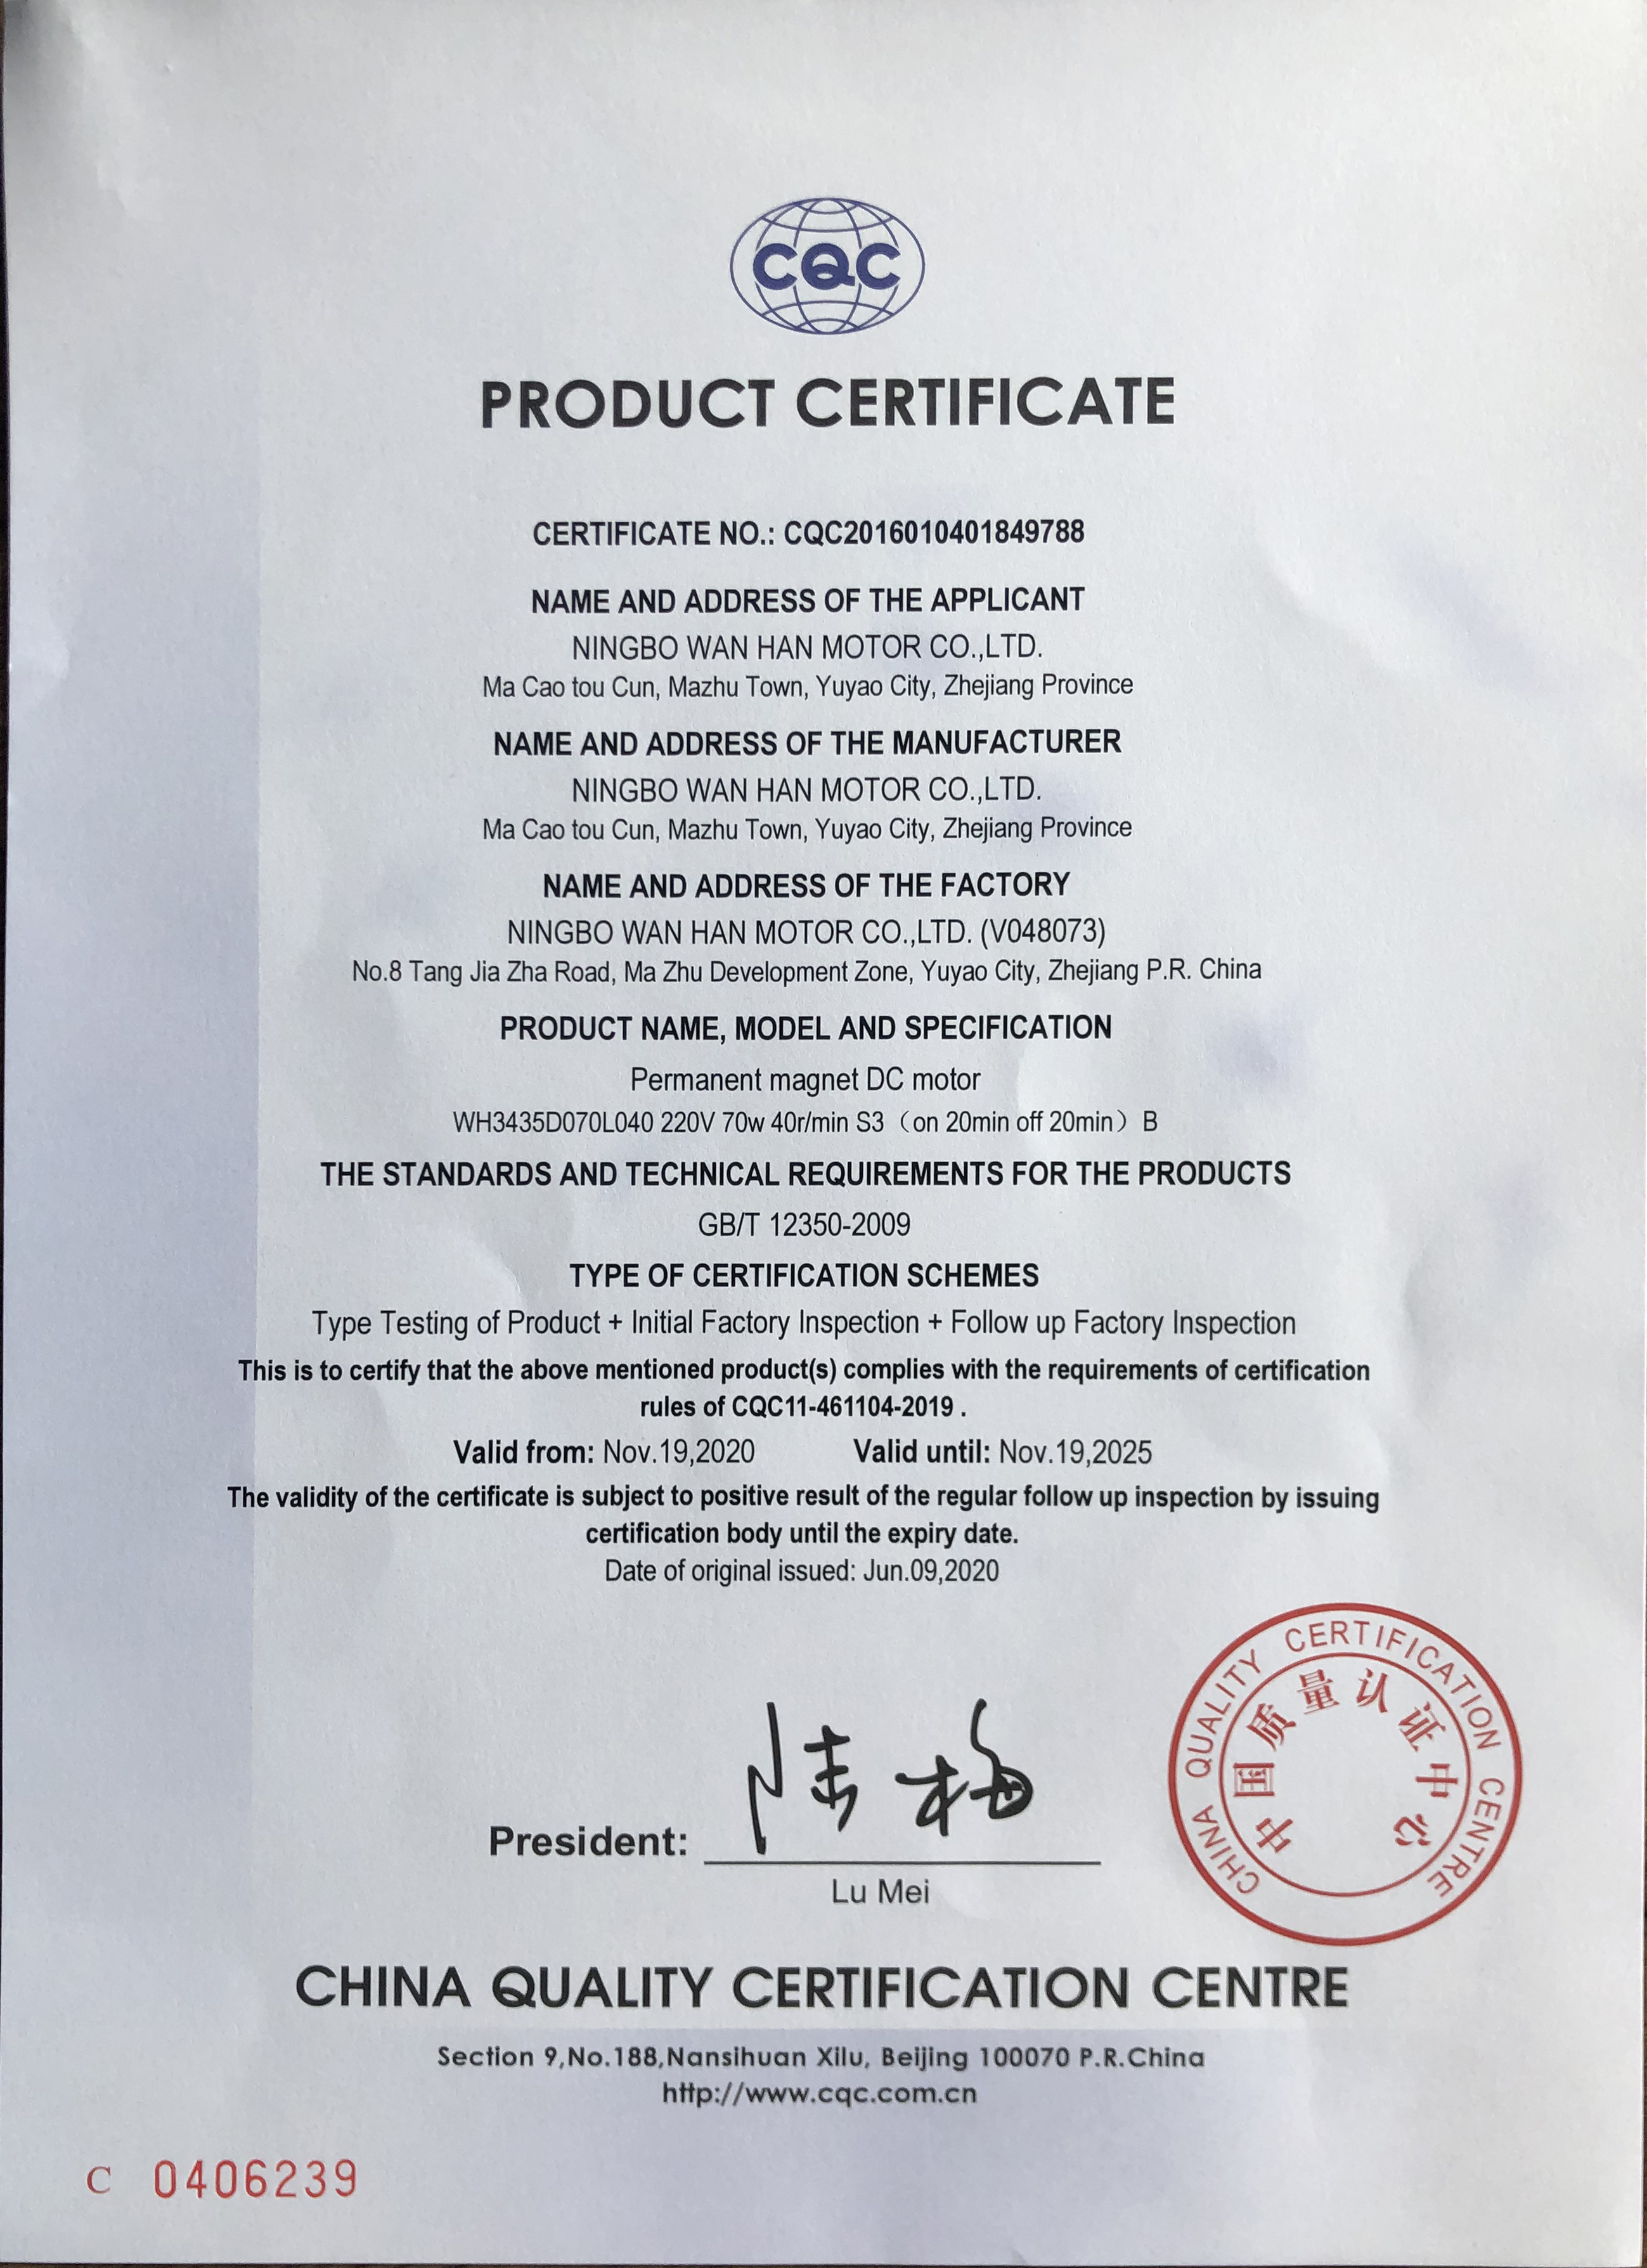 CQC
PRODUCT CERTIFICATE
CERTIFICATE NO.: CQC2016010401849788
NAME AND ADDRESS OF THE APPLICANT
NINGBO WAN HAN MOTOR CO.,LTD.
Ma Cao tou Cun, Mazhu Town, Yuyao City, Zhejiang Province
NAME AND ADDRESS OF THE MANUFACTURER
NINGBO WAN HAN MOTOR CO.,LTD.
Ma Cao tou Cun, Mazhu Town, Yuyao City, Zhejiang Province
NAME AND ADDRESS OF THE FACTORY
NINGBO WAN HAN MOTOR CO.,LTD. (V048073)
No.8 Tang Jia Zha Road, Ma Zhu Development Zone, Yuyao City, Zhejiang P.R. China
PRODUCT NAME, MODEL AND SPECIFICATION
Permanent magnet DC motor
WH3435D070L040 220V 70w 40r/min S3（on 20min off 20min）B
THE STANDARDS AND TECHNICAL REQUIREMENTS FOR THE PRODUCTS
GB/T 12350-2009
TYPE OF CERTIFICATION SCHEMES
Type Testing of Product + Initial Factory Inspection + Follow up Factory Inspection
This is to certify that the above mentioned product(s) complies with the requirements of certification
rules of CQC11-461104-2019 .
Valid from: Nov.19,2020 Valid until: Nov.19,2025
The validity of the certificate is subject to positive result of the regular follow up inspection by issuing
certification body until the expiry date.
Date of original issued: Jun.09,2020
CHINA QUALITY CERTIFICATION CENTRE
中国质量认证中心
President: 陆梅
Lu Mei
CHINA QUALITY CERTIFICATION CENTRE
Section 9,No.188,Nansihuan Xilu, Beijing 100070 P.R.China
http://www.cqc.com.cn
C 0406239